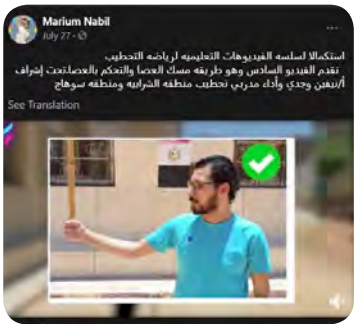 Marium Nabil
July 27 ·
استكمالا لسلسه الفيديوهات التعليميه لرياضه التحطيب
نقدم الفيديو السادس وهو طريقه مسك العصا والتحكم بالعصا.تحت إشراف
أ/نيفين وجدي وأداء مدربي تحطيب منطقه الشرابيه ومنطقه سوهاج
See Translation